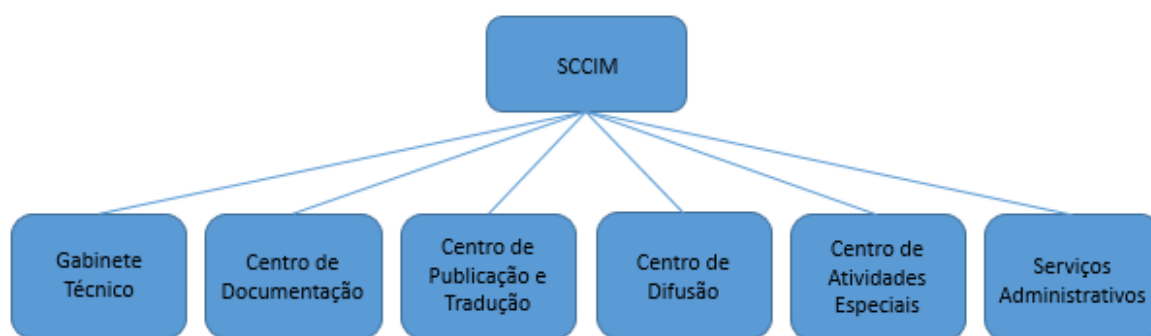 SCCIM
Gabinete
Técnico
Centro de
Documentação
Centro de
Publicação e
Tradução
Centro de
Difusão
Centro de
Atividades
Especiais
Serviços
Administrativos